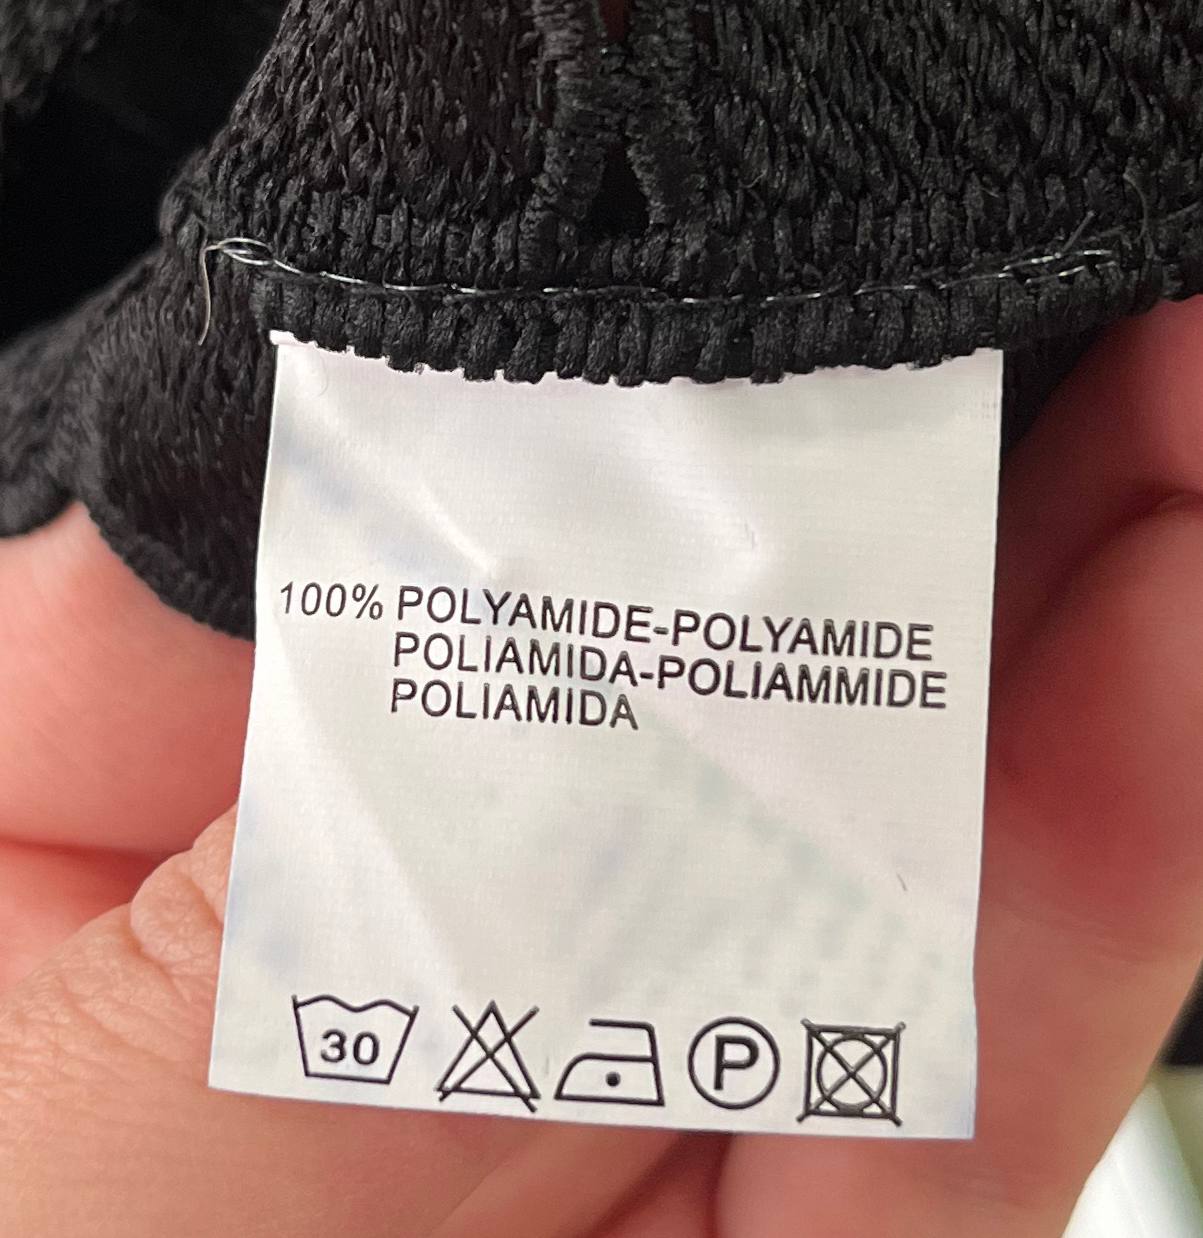 100% POLYAMIDE-POLYAMIDE
POLIAMIDA-POLIAMMIDE
POLIAMIDA
30 P